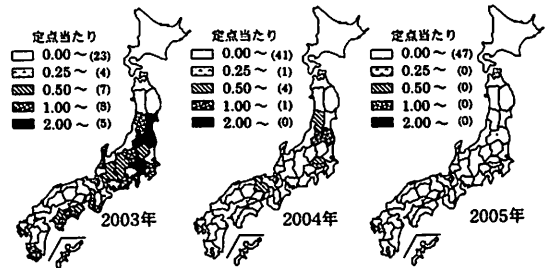 定点当たり
0.00～(23)
0.25～(4)
0.50～(7)
1.00～(8)
2.00～(5)
2003年
定点当たり
0.00～(41)
0.25～(1)
0.50～(4)
1.00～(1)
2.00～(0)
2004年
定点当たり
0.00～(47)
0.25～(0)
0.50～(0)
1.00～(0)
2.00～(0)
2005年